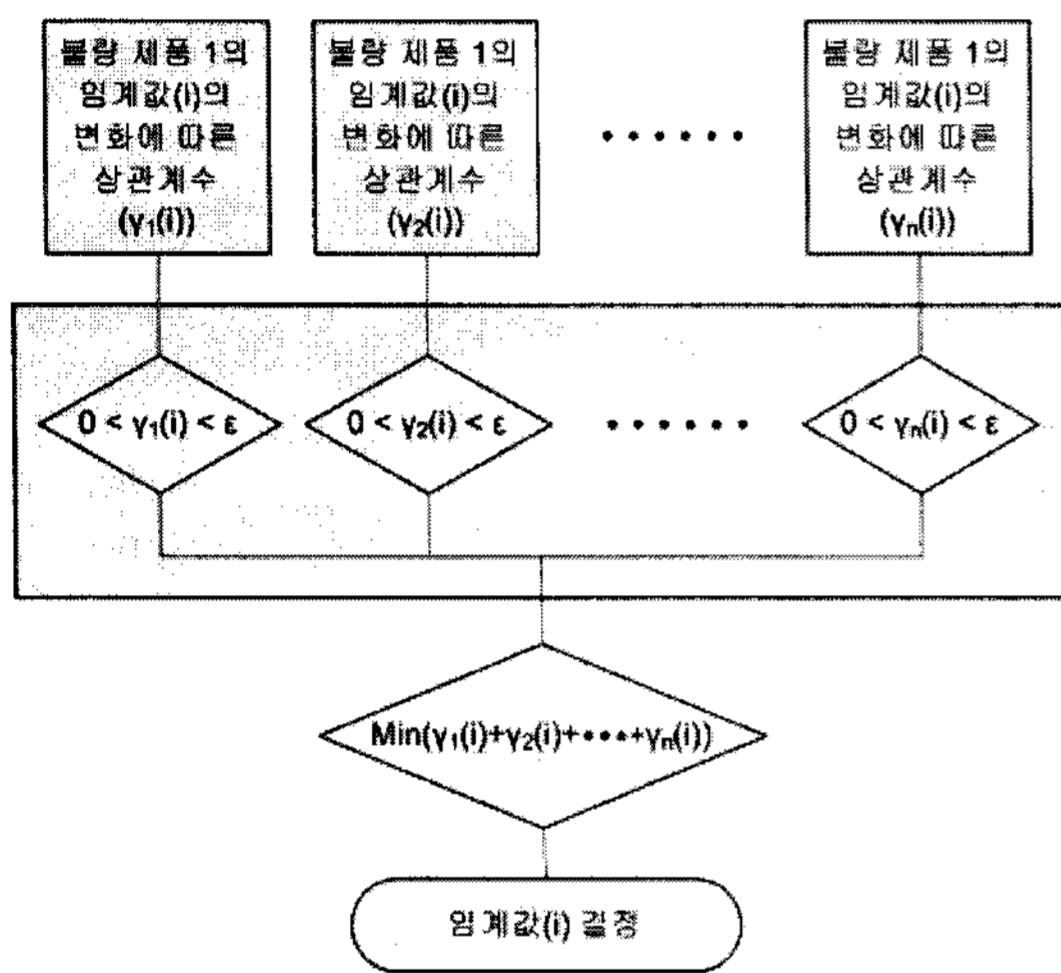 불량 제품 1의
임계값(i)의
변화에 따른
상관계수
(γ₁(i))
불량 제품 1의
임계값(i)의
변화에 따른
상관계수
(γ₂(i))
불량 제품 1의
임계값(i)의
변화에 따른
상관계수
(γₙ(i))
0 < γ₁(i) < ε
0 < γ₂(i) < ε
0 < γₙ(i) < ε
Min(γ₁(i)+γ₂(i)+••••+γₙ(i))
임계값(i) 결정